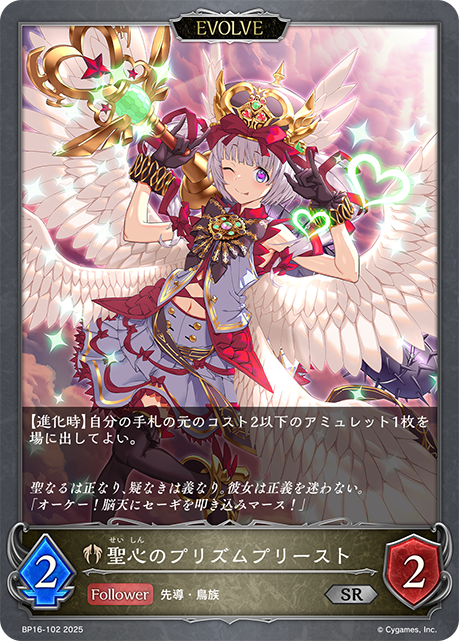 EVOLVE
【進化時】自分の手札の元のコスト2以下のアミュレット1枚を
場に出してよい。
聖なるは正なり、疑なきは義なり。彼女は正義を迷わない。
「オーケー！脳天にセーギを叩き込みマース！」
せい しん
聖心のプリズムプリースト
2
Follower 先導・鳥族
SR
2
BP16-102 2025
© Cygames, Inc.